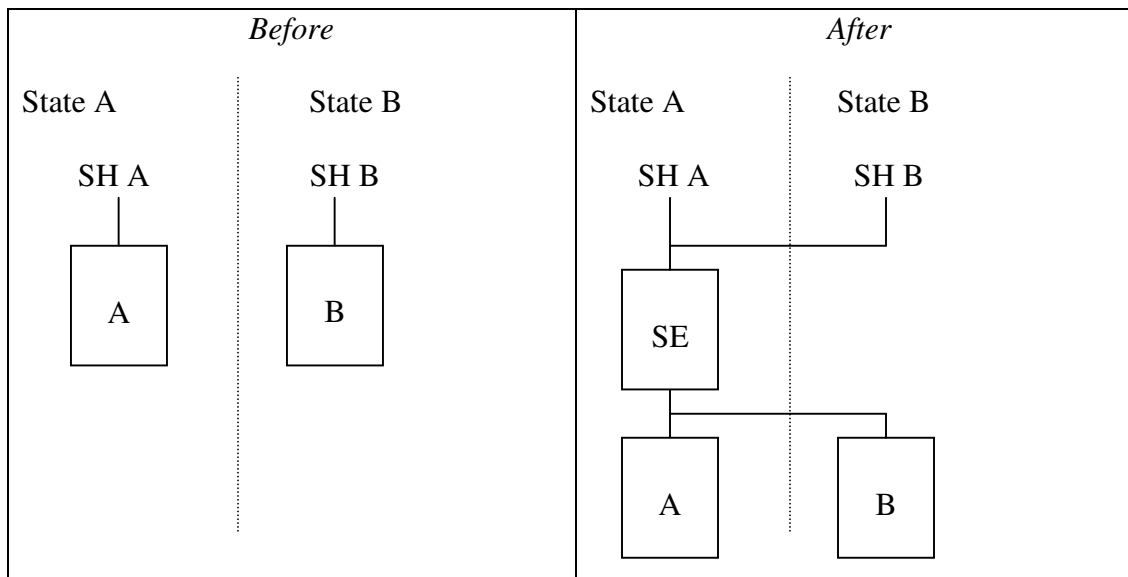 Before
State A State B
SH A SH B
A B
After
State A State B
SH A SH B
SE
A B